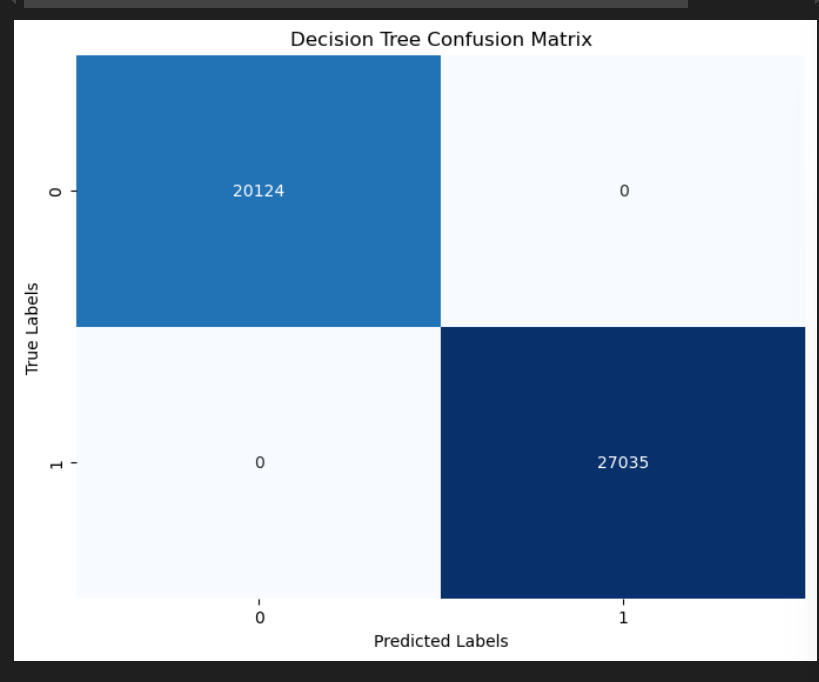 Decision Tree Confusion Matrix
True Labels
0
20124
0
1
0
27035
0
1
Predicted Labels